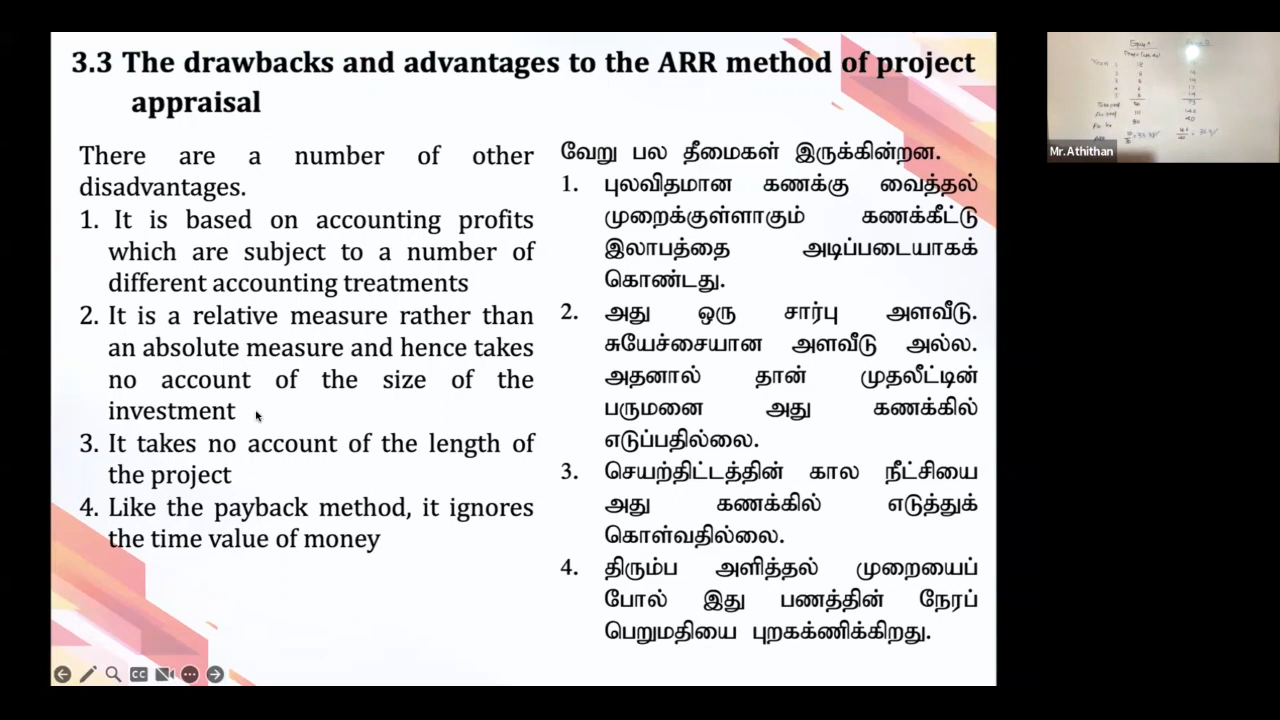 3.3 The drawbacks and advantages to the ARR method of project
appraisal
There are a number of other
disadvantages.
1. It is based on accounting profits
which are subject to a number of
different accounting treatments
2. It is a relative measure rather than
an absolute measure and hence takes
no account of the size of the
investment
3. It takes no account of the length of
the project
4. Like the payback method, it ignores
the time value of money
வேறு பல தீமைகள் இருக்கின்றன.
1. புலவிதமான கணக்கு வைத்தல்
முறைக்குள்ளாகும் கணக்கீட்டு
இலாபத்தை அடிப்படையாகக்
கொண்டது.
2. அது ஒரு சார்பு அளவீடு.
சுயேச்சையான அளவீடு அல்ல.
அதனால் தான் முதலீட்டின்
பருமனை அது கணக்கில்
எடுப்பதில்லை.
3. செயற்திட்டத்தின் கால நீட்சியை
அது கணக்கில் எடுத்துக்
கொள்வதில்லை.
4. திரும்ப அளித்தல் முறையைப்
போல் இது பணத்தின் நேரப்
பெறுமதியை புறகக்ணிக்கிறது.
CC
Mr.Athithan